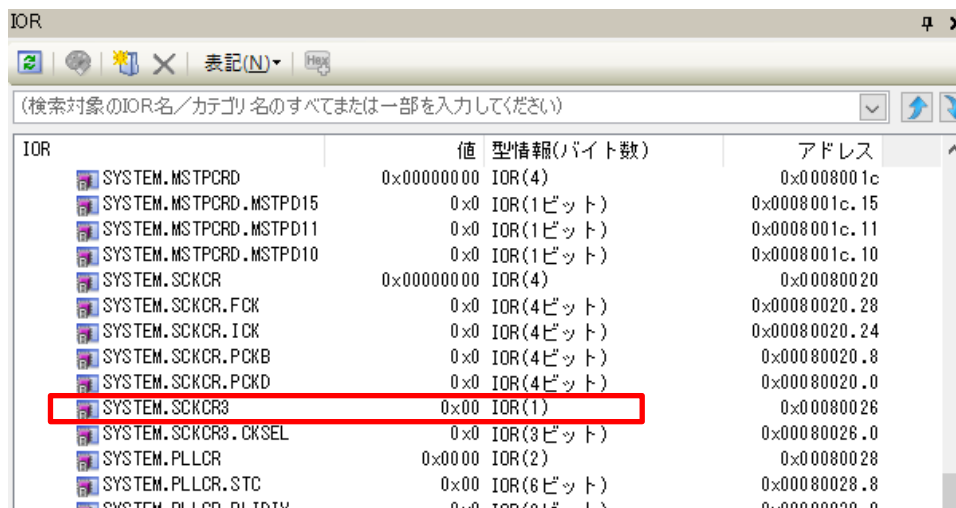 IOR
表記(N)▾ Hex
(検索対象のIOR名／カテゴリ名のすべてまたは一部を入力してください)
IOR 値 型情報(バイト数) アドレス
SYSTEM.MSTPCRD 0x00000000 IOR(4) 0x0008001c
SYSTEM.MSTPCRD.MSTPD15 0x0 IOR(1ビット) 0x0008001c.15
SYSTEM.MSTPCRD.MSTPD11 0x0 IOR(1ビット) 0x0008001c.11
SYSTEM.MSTPCRD.MSTPD10 0x0 IOR(1ビット) 0x0008001c.10
SYSTEM.SCKCR 0x00000000 IOR(4) 0x00080020
SYSTEM.SCKCR.FCK 0x0 IOR(4ビット) 0x00080020.28
SYSTEM.SCKCR.ICK 0x0 IOR(4ビット) 0x00080020.24
SYSTEM.SCKCR.PCKB 0x0 IOR(4ビット) 0x00080020.8
SYSTEM.SCKCR.PCKD 0x0 IOR(4ビット) 0x00080020.0
SYSTEM.SCKCR3 0x00 IOR(1) 0x00080026
SYSTEM.SCKCR3.CKSEL 0x0 IOR(3ビット) 0x00080026.0
SYSTEM.PLLCR 0x0000 IOR(2) 0x00080028
SYSTEM.PLLCR.STC 0x00 IOR(6ビット) 0x00080028.8